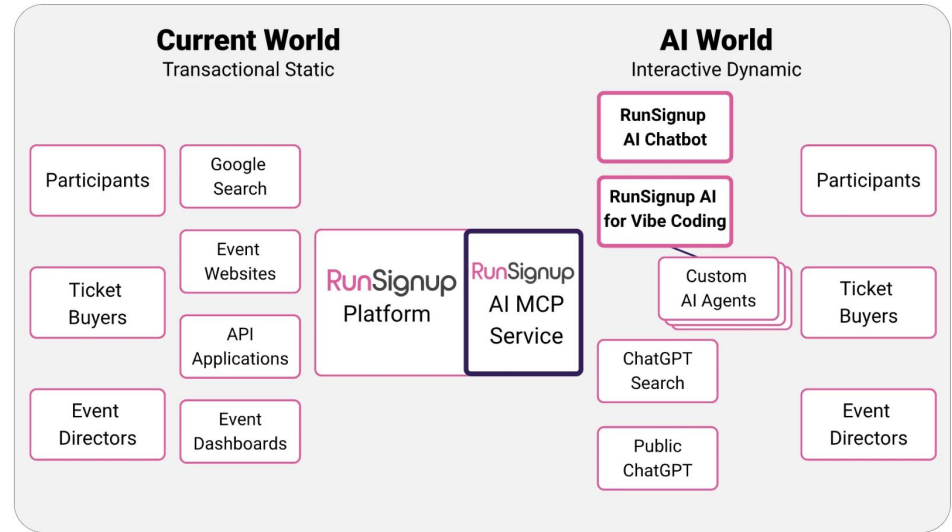 Current World
Transactional Static
AI World
Interactive Dynamic
Participants
Ticket
Buyers
Event
Directors
Google
Search
Event
Websites
API
Applications
Event
Dashboards
RunSignup
Platform
RunSignup
AI MCP
Service
RunSignup
AI Chatbot
RunSignup AI
for Vibe Coding
Custom
AI Agents
ChatGPT
Search
Public
ChatGPT
Participants
Ticket
Buyers
Event
Directors